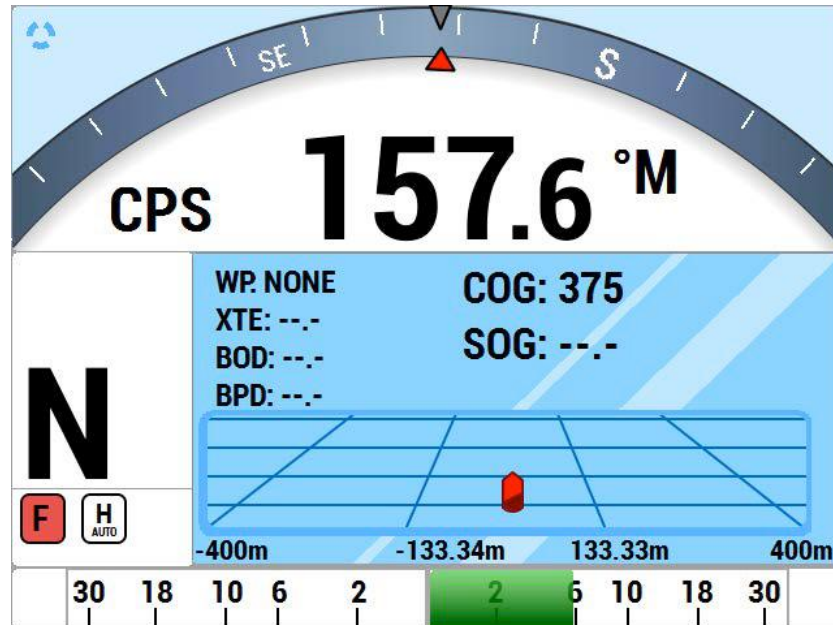 SE S
CPS 157.6 °M
WP. NONE
XTE: --.-
BOD: --.-
BPD: --.-
COG: 375
SOG: --.-
N
F H AUTO
-400m -133.34m 133.33m 400m
30 18 10 6 2 2 6 10 18 30